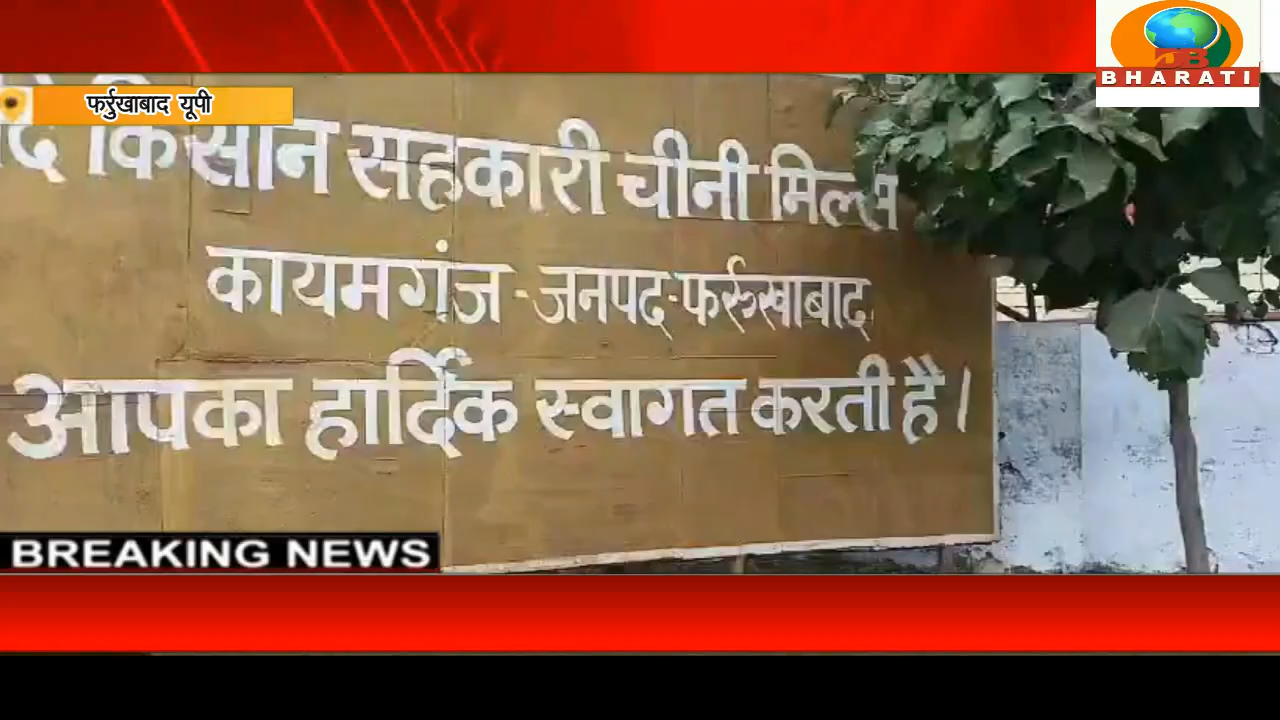 BHARATI
फर्रुखाबाद यूपी
किसान सहकारी चीनी मिल्स
कायमगंज - जनपद - फर्रुखाबाद
आपका हार्दिक स्वागत करती है।
BREAKING NEWS